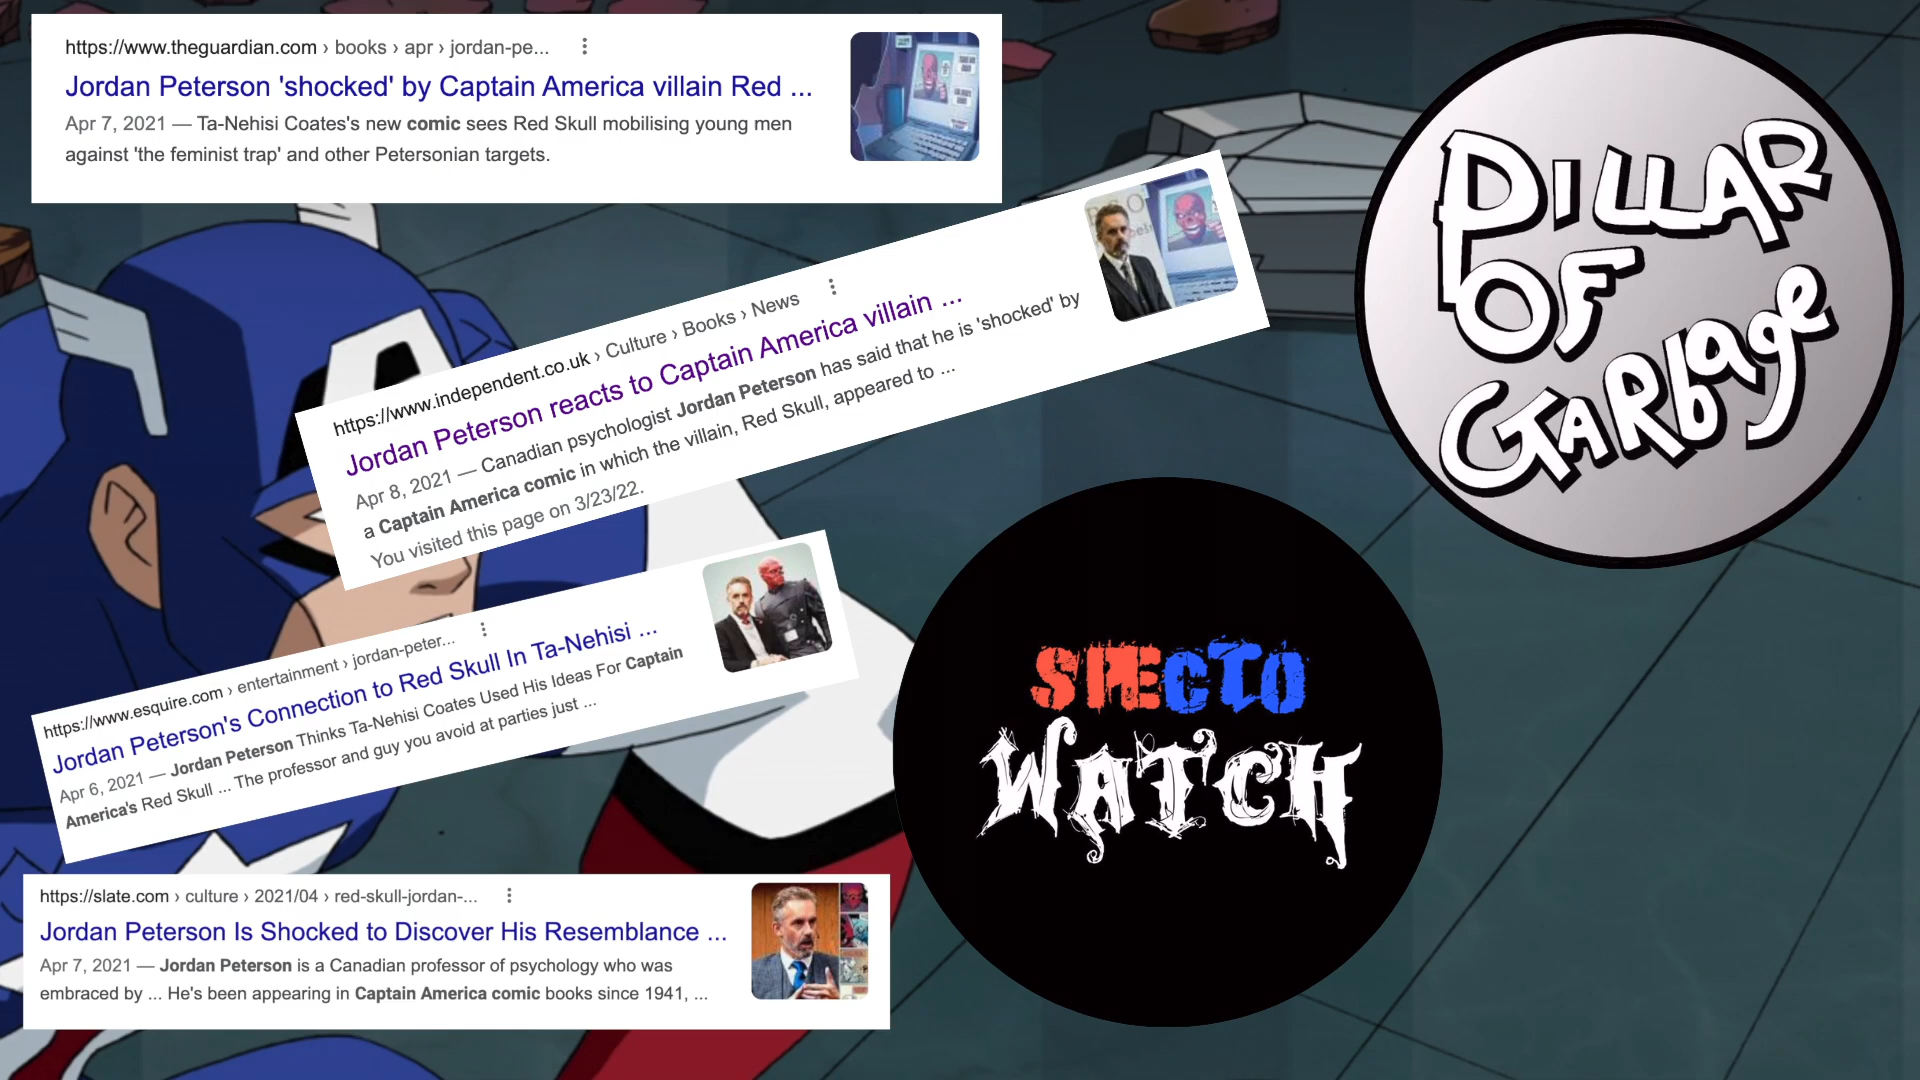 https://www.theguardian.com › books › apr › jordan-pe...
Jordan Peterson 'shocked' by Captain America villain Red ...
Apr 7, 2021 — Ta-Nehisi Coates's new comic sees Red Skull mobilising young men
against 'the feminist trap' and other Petersonian targets.
https://www.independent.co.uk › Culture › Books › News
Jordan Peterson reacts to Captain America villain ...
Apr 8, 2021 — Canadian psychologist Jordan Peterson has said that he is 'shocked' by
a Captain America comic in which the villain, Red Skull, appeared to ...
You visited this page on 3/23/22.
https://www.esquire.com › entertainment › jordan-peter...
Jordan Peterson's Connection to Red Skull In Ta-Nehisi ...
Apr 6, 2021 — Jordan Peterson Thinks Ta-Nehisi Coates Used His Ideas For Captain
America's Red Skull ... The professor and guy you avoid at parties just ...
https://slate.com › culture › 2021/04 › red-skull-jordan-...
Jordan Peterson Is Shocked to Discover His Resemblance ...
Apr 7, 2021 — Jordan Peterson is a Canadian professor of psychology who was
embraced by ... He's been appearing in Captain America comic books since 1941, ...
PILLAR
OF
GARbage
SPECTO
WATCH
A